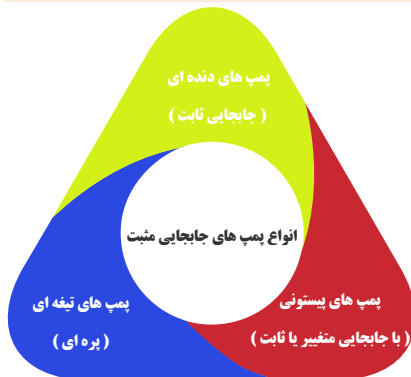 پمپ های دنده ای
( جابجایی ثابت )
انواع پمپ های جابجایی مثبت
پمپ های تیغه ای
( پره ای )
پمپ های پیستونی
( با جابجایی متغییر یا ثابت )